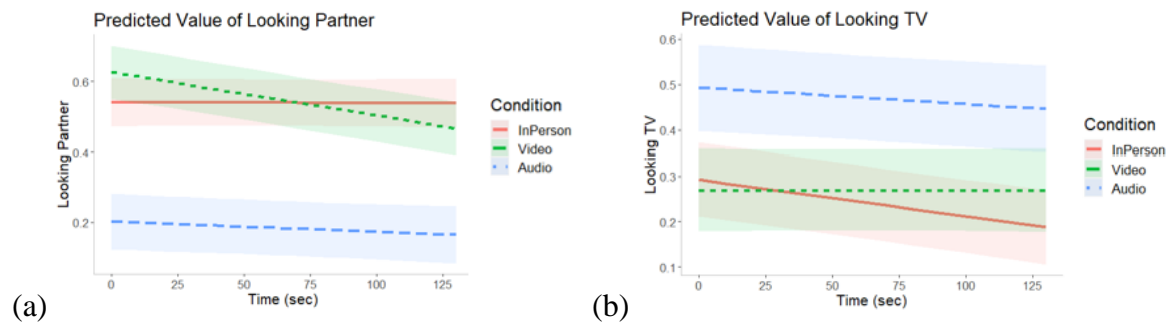 Predicted Value of Looking Partner
Looking Partner
0.6
0.4
0.2
0
25
50
75
100
125
Time (sec)
Condition
InPerson
Video
Audio
(a)
Predicted Value of Looking TV
Looking TV
0.6
0.5
0.4
0.3
0.2
0.1
0
25
50
75
100
125
Time (sec)
Condition
InPerson
Video
Audio
(b)